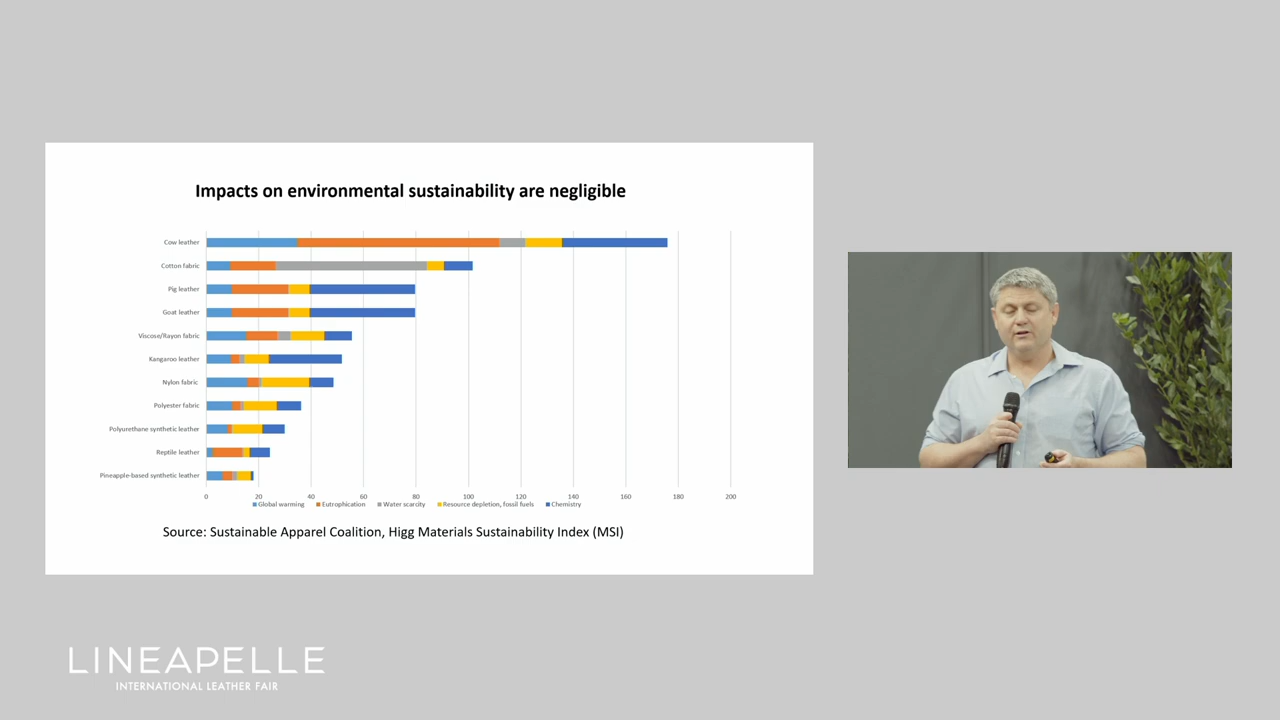 Impacts on environmental sustainability are negligible
Cow leather
Cotton fabric
Pig leather
Goat leather
Viscose/Rayon fabric
Kangaroo leather
Nylon fabric
Polyester fabric
Polyurethane synthetic leather
Reptile leather
Pineapple-based synthetic leather
0 20 40 60 80 100 120 140 160 180 200
Global warming Eutrophication Water scarcity Resource depletion, fossil fuels Chemistry
Source: Sustainable Apparel Coalition, Higg Materials Sustainability Index (MSI)
LINEAPELLE
INTERNATIONAL LEATHER FAIR